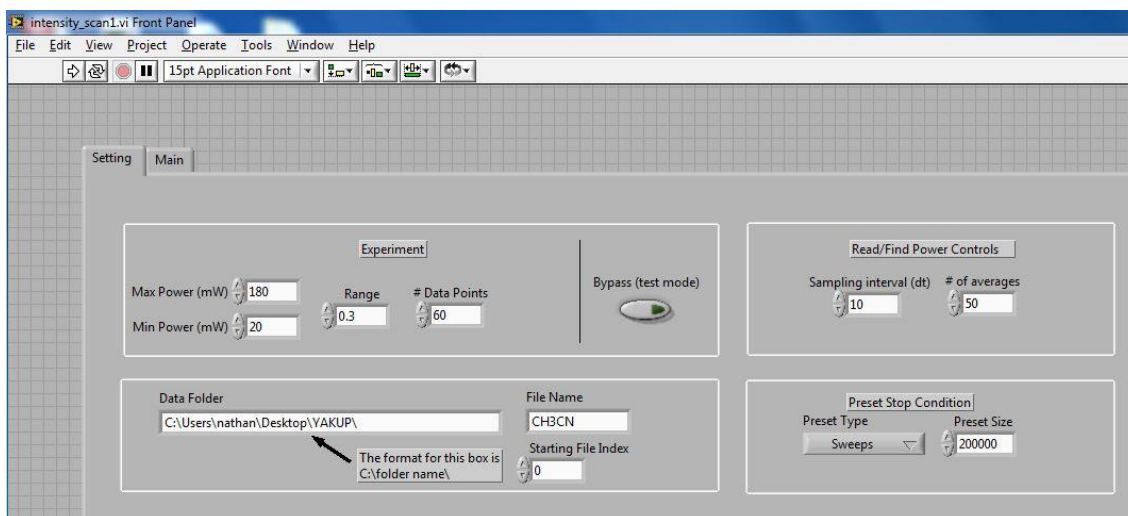 intensity_scan1.vi Front Panel
File Edit View Project Operate Tools Window Help
15pt Application Font
Setting Main
Experiment
Max Power (mW) 180
Min Power (mW) 20
Range
0.3
# Data Points
60
Bypass (test mode)
Read/Find Power Controls
Sampling interval (dt)
10
# of averages
50
Data Folder
C:\Users\nathan\Desktop\YAKUP\
The format for this box is
C:\folder name\
File Name
CH3CN
Starting File Index
0
Preset Stop Condition
Preset Type
Sweeps
Preset Size
200000